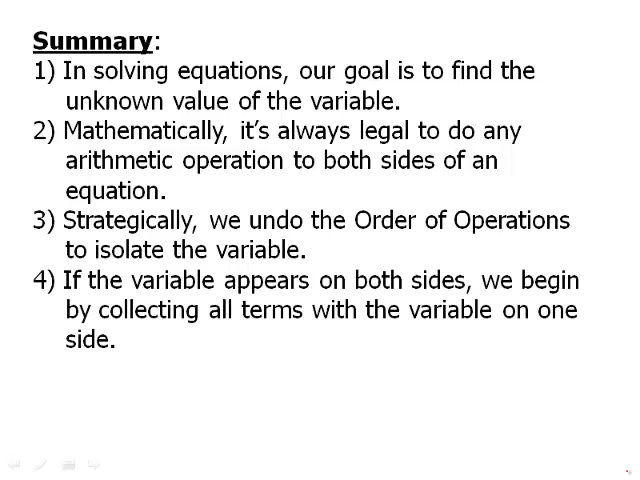 Summary:
1) In solving equations, our goal is to find the
unknown value of the variable.
2) Mathematically, it's always legal to do any
arithmetic operation to both sides of an
equation.
3) Strategically, we undo the Order of Operations
to isolate the variable.
4) If the variable appears on both sides, we begin
by collecting all terms with the variable on one
side.